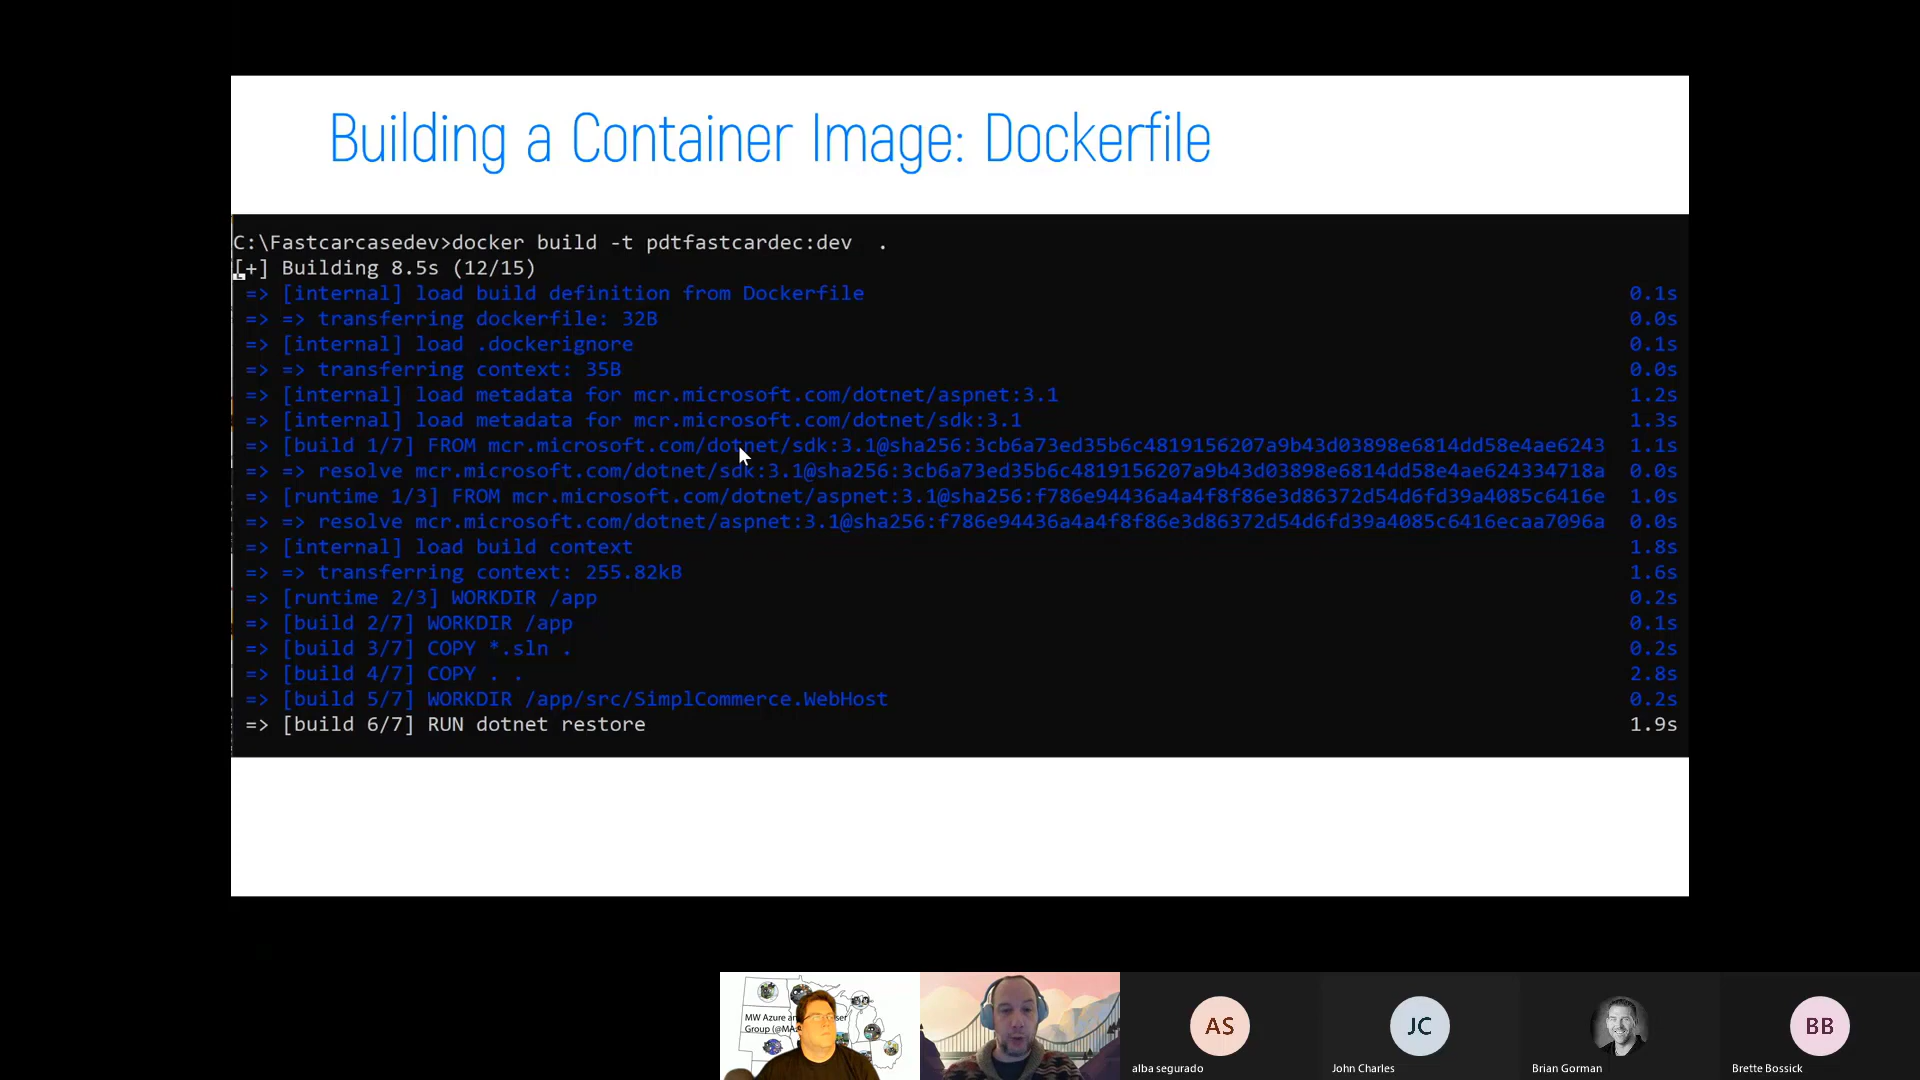 Building a Container Image: Dockerfile
C:\Fastcarcasedev>docker build -t pdtfastcardec:dev  .
[+] Building 8.5s (12/15)
=> [internal] load build definition from Dockerfile 0.1s
=> => transferring dockerfile: 32B 0.0s
=> [internal] load .dockerignore 0.1s
=> => transferring context: 35B 0.0s
=> [internal] load metadata for mcr.microsoft.com/dotnet/aspnet:3.1 1.2s
=> [internal] load metadata for mcr.microsoft.com/dotnet/sdk:3.1 1.3s
=> [build 1/7] FROM mcr.microsoft.com/dotnet/sdk:3.1@sha256:3cb6a73ed35b6c4819156207a9b43d03898e6814dd58e4ae6243 1.1s
=> => resolve mcr.microsoft.com/dotnet/sdk:3.1@sha256:3cb6a73ed35b6c4819156207a9b43d03898e6814dd58e4ae624334718a 0.0s
=> [runtime 1/3] FROM mcr.microsoft.com/dotnet/aspnet:3.1@sha256:f786e94436a4a4f8f86e3d86372d54d6fd39a4085c6416e 1.0s
=> => resolve mcr.microsoft.com/dotnet/aspnet:3.1@sha256:f786e94436a4a4f8f86e3d86372d54d6fd39a4085c6416ecaa7096a 0.0s
=> [internal] load build context 1.8s
=> => transferring context: 255.82kB 1.6s
=> [runtime 2/3] WORKDIR /app 0.2s
=> [build 2/7] WORKDIR /app 0.1s
=> [build 3/7] COPY *.sln . 0.2s
=> [build 4/7] COPY . . 2.8s
=> [build 5/7] WORKDIR /app/src/SimplCommerce.WebHost 0.2s
=> [build 6/7] RUN dotnet restore 1.9s
MW Azure
Group
AS
JC
BB
alba segurado
John Charles
Brian Gorman
Brette Bossick